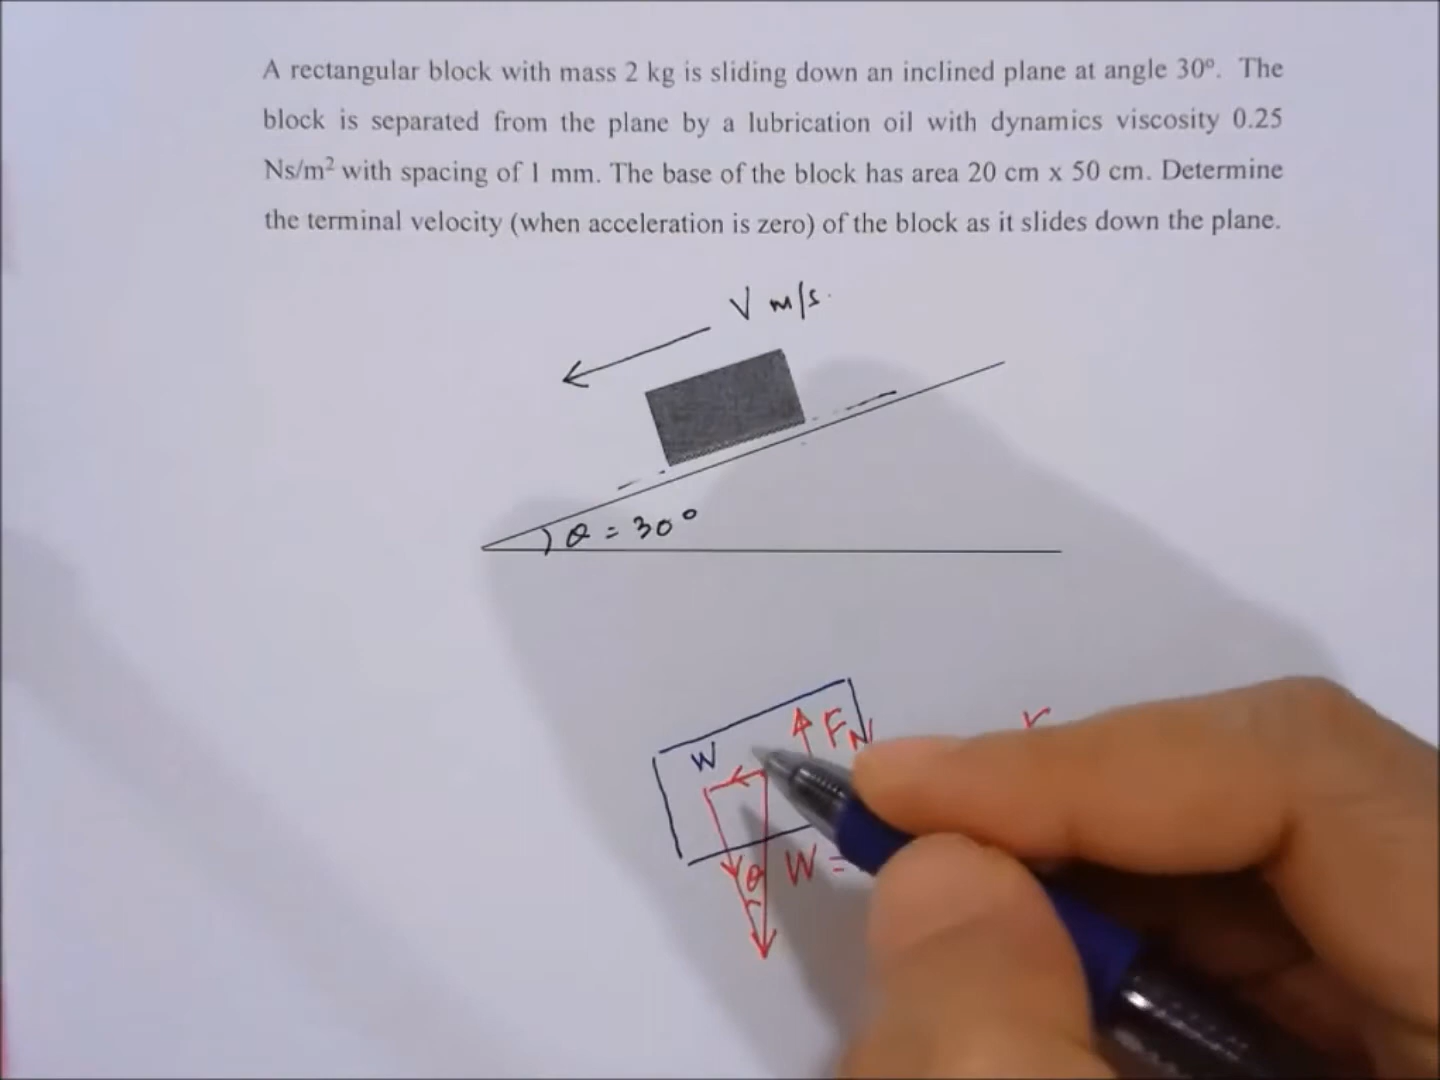 A rectangular block with mass 2 kg is sliding down an inclined plane at angle 30º. The
block is separated from the plane by a lubrication oil with dynamics viscosity 0.25
Ns/m² with spacing of 1 mm. The base of the block has area 20 cm x 50 cm. Determine
the terminal velocity (when acceleration is zero) of the block as it slides down the plane.
V m/s.
θ = 30°
F_N
W
θ W =